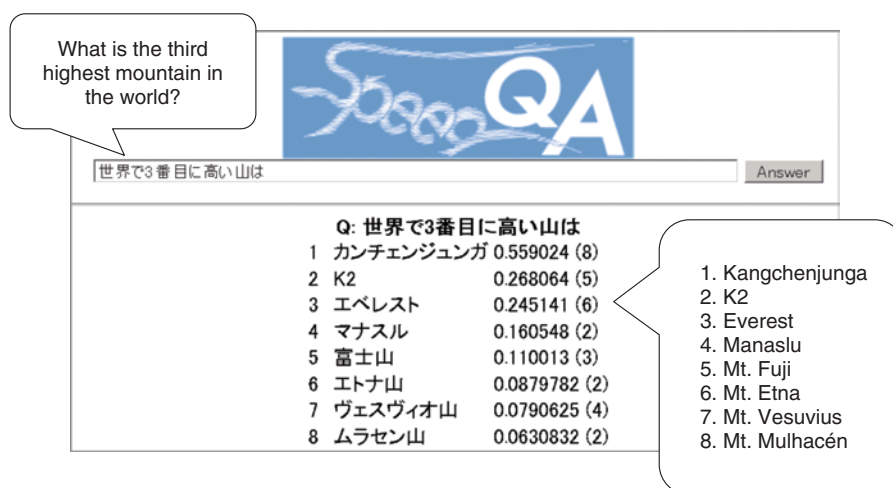 What is the third
highest mountain in
the world?
SpeedQA
世界で3番目に高い山は
Answer
Q: 世界で3番目に高い山は
1 カンチェンジュンガ 0.559024 (8)
2 K2 0.268064 (5)
3 エベレスト 0.245141 (6)
4 マナスル 0.160548 (2)
5 富士山 0.110013 (3)
6 エトナ山 0.0879782 (2)
7 ヴェスヴィオ山 0.0790625 (4)
8 ムラセン山 0.0630832 (2)
1. Kangchenjunga
2. K2
3. Everest
4. Manaslu
5. Mt. Fuji
6. Mt. Etna
7. Mt. Vesuvius
8. Mt. Mulhacén